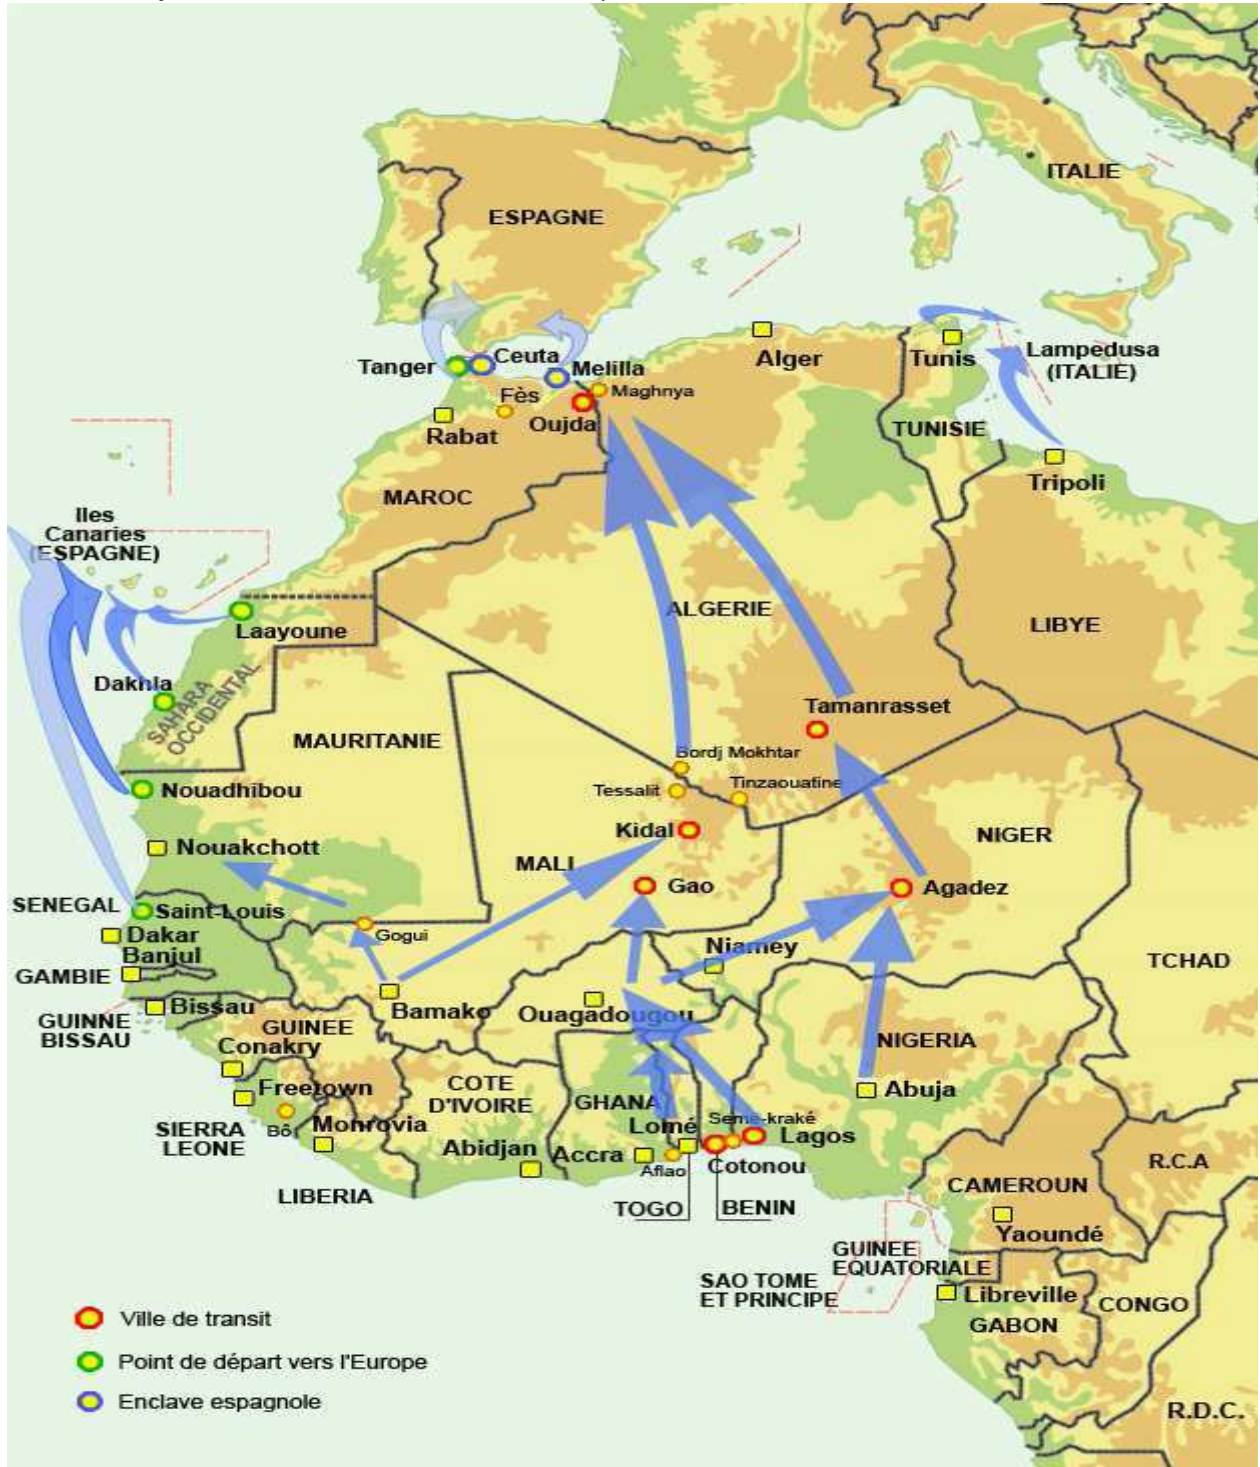 ITALIE
ESPAGNE
Ceuta
Tanger
Melilla
Alger
Tunis
Lampedusa
(ITALIE)
Maghnya
Fès
Oujda
Rabat
TUNISIE
Tripoli
MAROC
Iles
Canaries
(ESPAGNE)
ALGERIE
LIBYE
Laayoune
Dakhla
SAHARA
OCCIDENTAL
Tamanrasset
MAURITANIE
Bordj Mokhtar
Tinzaouatine
Tessalit
Nouadhibou
Kidal
NIGER
Nouakchott
MALI
Gao
Agadez
SENEGAL
Saint-Louis
Gogui
Dakar
Banjul
Niamey
TCHAD
GAMBIE
Bissau
Bamako
Ouagadougou
GUINNE
BISSAU
GUINEE
NIGERIA
Conakry
Abuja
Freetown
COTE
D'IVOIRE
GHANA
Seme-kraké
Bô
Monrovia
Lomé
Lagos
SIERRA
LEONE
Abidjan
Accra
Aflao
Cotonou
R.C.A
LIBERIA
TOGO
BENIN
CAMEROUN
Yaoundé
GUINEE
EQUATORIALE
SAO TOME
ET PRINCIPE
Libreville
CONGO
GABON
Ville de transit
Point de départ vers l'Europe
Enclave espagnole
R.D.C.